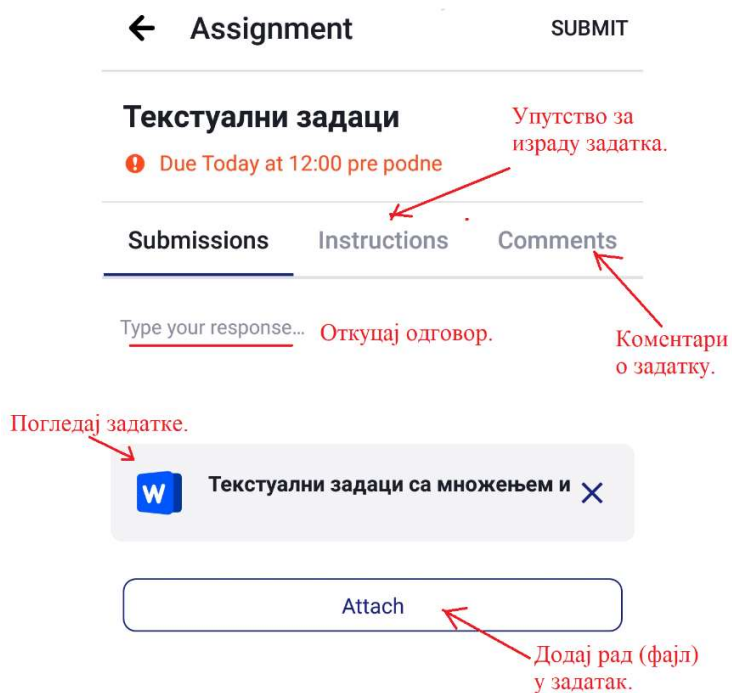 Assignment
SUBMIT
Текстуални задаци
Упутство за
израду задатка.
Due Today at 12:00 pre podne
Submissions
Instructions
Comments
Type your response...
Откуцај одговор.
Коментари
о задатку.
Погледај задатке.
W
Текстуални задаци са множењем и
Attach
Додај рад (фајл)
у задатак.